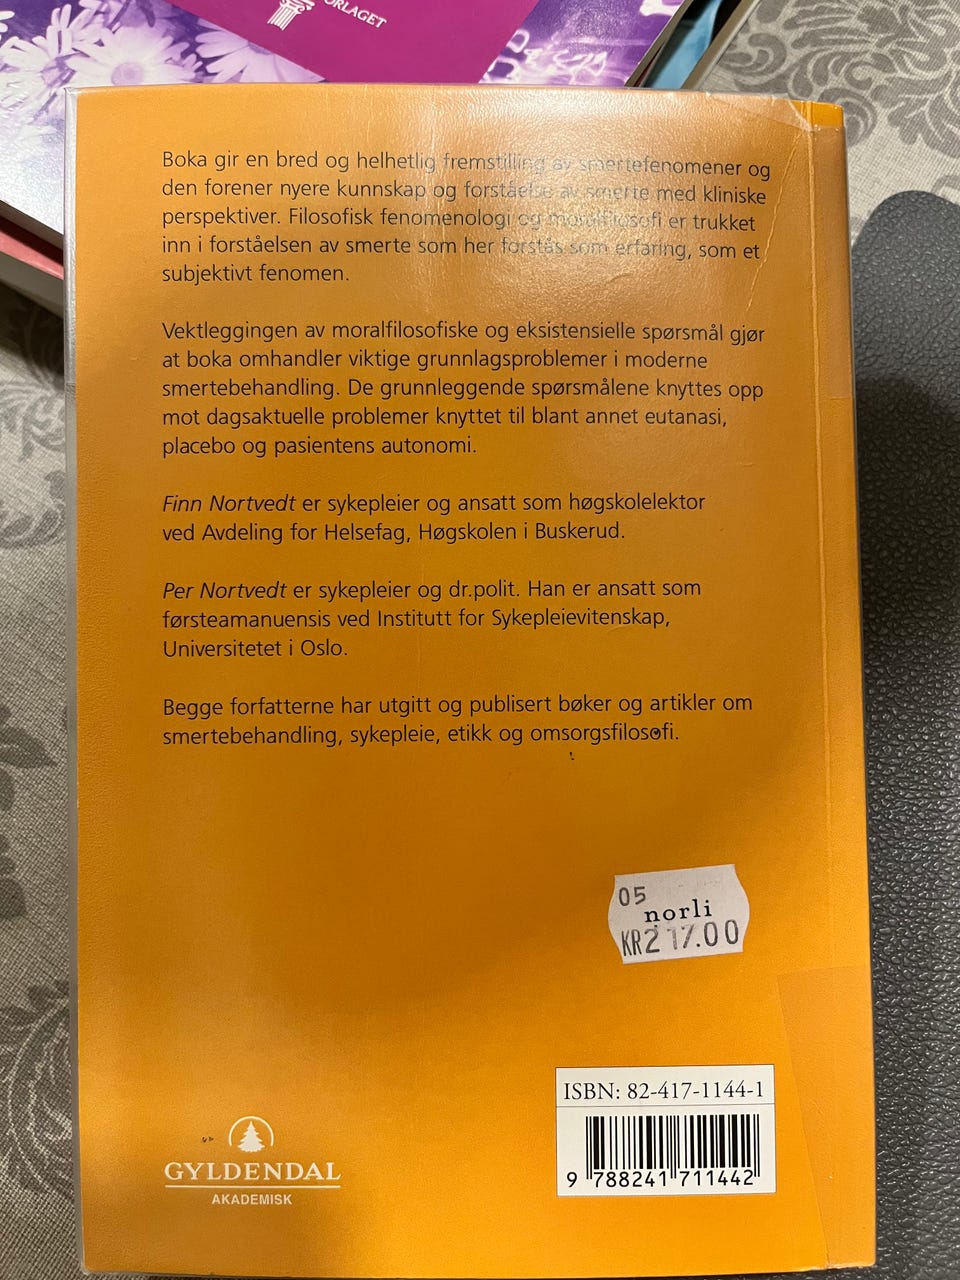 ORLAGET
Boka gir en bred og helhetlig fremstilling av smertefenomener og
den forener nyere kunnskap og forståelse av smerte med kliniske
perspektiver. Filosofisk fenomenologi og moralfilosofi er trukket
inn i forståelsen av smerte som her forstås som erfaring, som et
subjektivt fenomen.
Vektleggingen av moralfilosofiske og eksistensielle spørsmål gjør
at boka omhandler viktige grunnlagsproblemer i moderne
smertebehandling. De grunnleggende spørsmålene knyttes opp
mot dagsaktuelle problemer knyttet til blant annet eutanasi,
placebo og pasientens autonomi.
Finn Nortvedt er sykepleier og ansatt som høgskolelektor
ved Avdeling for Helsefag, Høgskolen i Buskerud.
Per Nortvedt er sykepleier og dr.polit. Han er ansatt som
førsteamanuensis ved Institutt for Sykepleievitenskap,
Universitetet i Oslo.
Begge forfatterne har utgitt og publisert bøker og artikler om
smertebehandling, sykepleie, etikk og omsorgsfilosofi.
05
norli
KR217.00
ISBN: 82-417-1144-1
9 788241 711442
GYLDENDAL
AKADEMISK